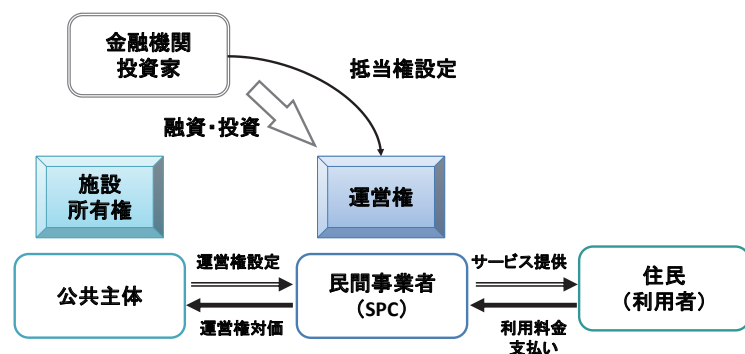 金融機関
投資家
抵当権設定
融資・投資
施設
所有権
運営権
公共主体
運営権設定
運営権対価
民間事業者
（SPC）
サービス提供
利用料金
支払い
住民
（利用者）